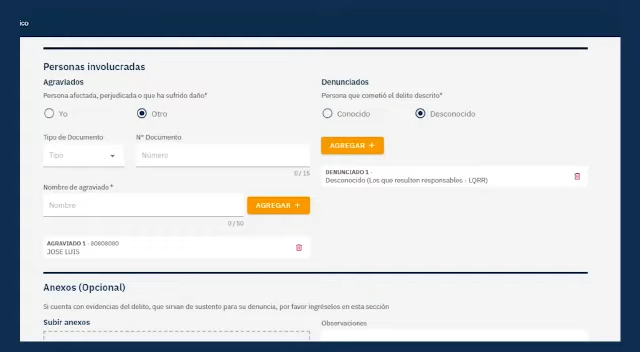 ico
Personas involucradas
Agraviados
Persona afectada, perjudicada o que ha sufrido daño*
Yo
Otro
Tipo de Documento
N° Documento
Tipo
Número
0 / 15
Nombre de agraviado *
Nombre
AGREGAR +
0 / 50
AGRAVIADO 1 - 80808080
JOSE LUIS
Denunciados
Persona que cometió el delito descrito*
Conocido
Desconocido
AGREGAR +
DENUNCIADO 1 -
Desconocido (Los que resulten responsables - LQRR)
Anexos (Opcional)
Si cuenta con evidencias del delito, que sirvan de sustento para su denuncia, por favor ingréselos en esta sección
Subir anexos
Observaciones